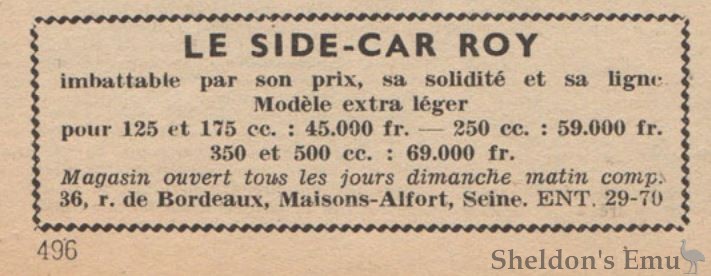 LE SIDE-CAR ROY
imbattable par son prix, sa solidité et sa ligne
Modèle extra léger
pour 125 et 175 cc. : 45.000 fr. — 250 cc. : 59.000 fr.
350 et 500 cc. : 69.000 fr.
Magasin ouvert tous les jours dimanche matin comp.
36, r. de Bordeaux, Maisons-Alfort, Seine. ENT. 29-70
496
Sheldon's Emu